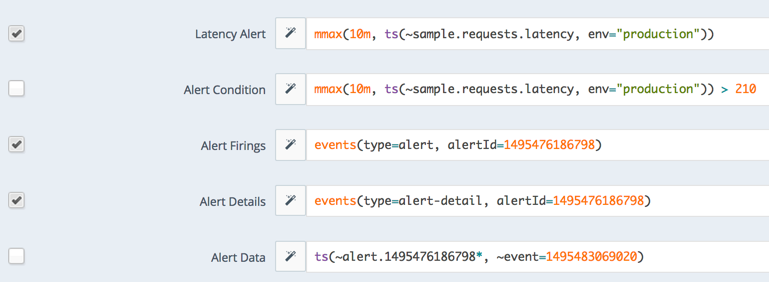 Latency Alert mmax(10m, ts(~sample.requests.latency, env="production"))
Alert Condition mmax(10m, ts(~sample.requests.latency, env="production")) > 210
Alert Firings events(type=alert, alertId=1495476186798)
Alert Details events(type=alert-detail, alertId=1495476186798)
Alert Data ts(~alert.1495476186798*, ~event=1495483069020)